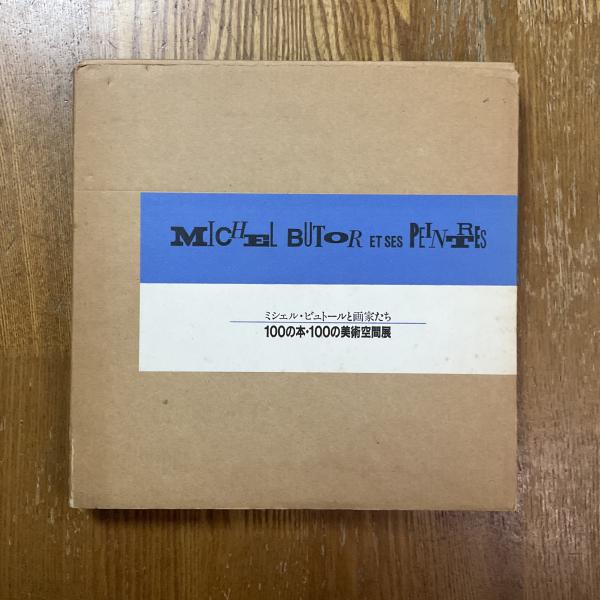 MICHEL BUTOR ET SES PEINTRES
ミシェル・ビュトールと画家たち
100の本・100の美術空間展